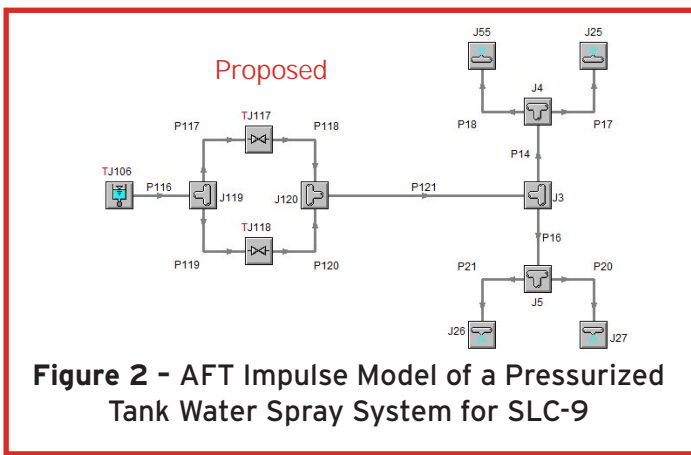 J55
J25
Proposed
J4
P117
TJ117
P118
P18
P17
TJ106
P14
P116
P121
J119
J120
J3
TJ118
P16
P119
P120
P21
P20
J5
J26
J27
Figure 2 – AFT Impulse Model of a Pressurized
Tank Water Spray System for SLC-9